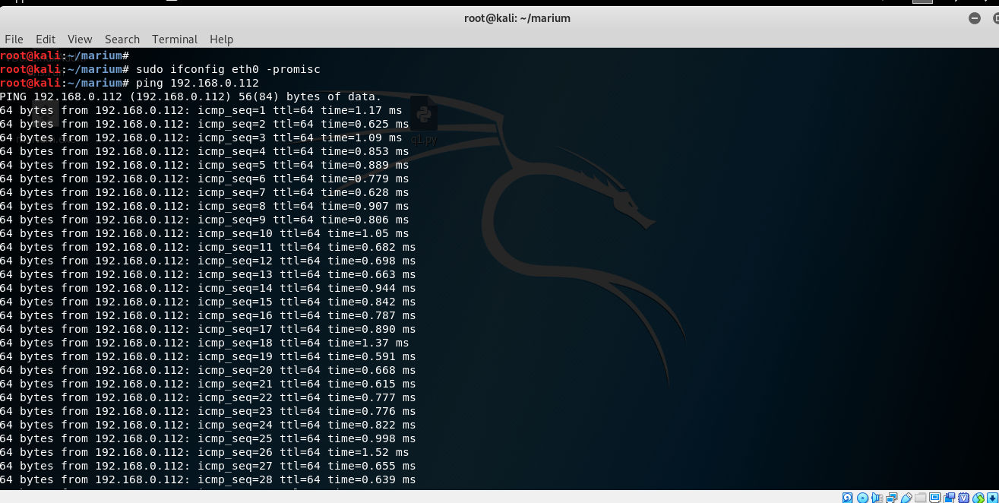 root@kali: ~/marium
File Edit View Search Terminal Help
root@kali:~/marium#
root@kali:~/marium# sudo ifconfig eth0 -promisc
root@kali:~/marium# ping 192.168.0.112
PING 192.168.0.112 (192.168.0.112) 56(84) bytes of data.
64 bytes from 192.168.0.112: icmp_seq=1 ttl=64 time=1.17 ms
64 bytes from 192.168.0.112: icmp_seq=2 ttl=64 time=0.625 ms
64 bytes from 192.168.0.112: icmp_seq=3 ttl=64 time=1.09 ms
q1.py
64 bytes from 192.168.0.112: icmp_seq=4 ttl=64 time=0.853 ms
64 bytes from 192.168.0.112: icmp_seq=5 ttl=64 time=0.889 ms
64 bytes from 192.168.0.112: icmp_seq=6 ttl=64 time=0.779 ms
64 bytes from 192.168.0.112: icmp_seq=7 ttl=64 time=0.628 ms
64 bytes from 192.168.0.112: icmp_seq=8 ttl=64 time=0.907 ms
64 bytes from 192.168.0.112: icmp_seq=9 ttl=64 time=0.806 ms
64 bytes from 192.168.0.112: icmp_seq=10 ttl=64 time=1.05 ms
64 bytes from 192.168.0.112: icmp_seq=11 ttl=64 time=0.682 ms
64 bytes from 192.168.0.112: icmp_seq=12 ttl=64 time=0.698 ms
64 bytes from 192.168.0.112: icmp_seq=13 ttl=64 time=0.663 ms
64 bytes from 192.168.0.112: icmp_seq=14 ttl=64 time=0.944 ms
64 bytes from 192.168.0.112: icmp_seq=15 ttl=64 time=0.842 ms
64 bytes from 192.168.0.112: icmp_seq=16 ttl=64 time=0.787 ms
64 bytes from 192.168.0.112: icmp_seq=17 ttl=64 time=0.890 ms
64 bytes from 192.168.0.112: icmp_seq=18 ttl=64 time=1.37 ms
64 bytes from 192.168.0.112: icmp_seq=19 ttl=64 time=0.591 ms
64 bytes from 192.168.0.112: icmp_seq=20 ttl=64 time=0.668 ms
64 bytes from 192.168.0.112: icmp_seq=21 ttl=64 time=0.615 ms
64 bytes from 192.168.0.112: icmp_seq=22 ttl=64 time=0.777 ms
64 bytes from 192.168.0.112: icmp_seq=23 ttl=64 time=0.776 ms
64 bytes from 192.168.0.112: icmp_seq=24 ttl=64 time=0.822 ms
64 bytes from 192.168.0.112: icmp_seq=25 ttl=64 time=0.998 ms
64 bytes from 192.168.0.112: icmp_seq=26 ttl=64 time=1.52 ms
64 bytes from 192.168.0.112: icmp_seq=27 ttl=64 time=0.655 ms
64 bytes from 192.168.0.112: icmp_seq=28 ttl=64 time=0.639 ms